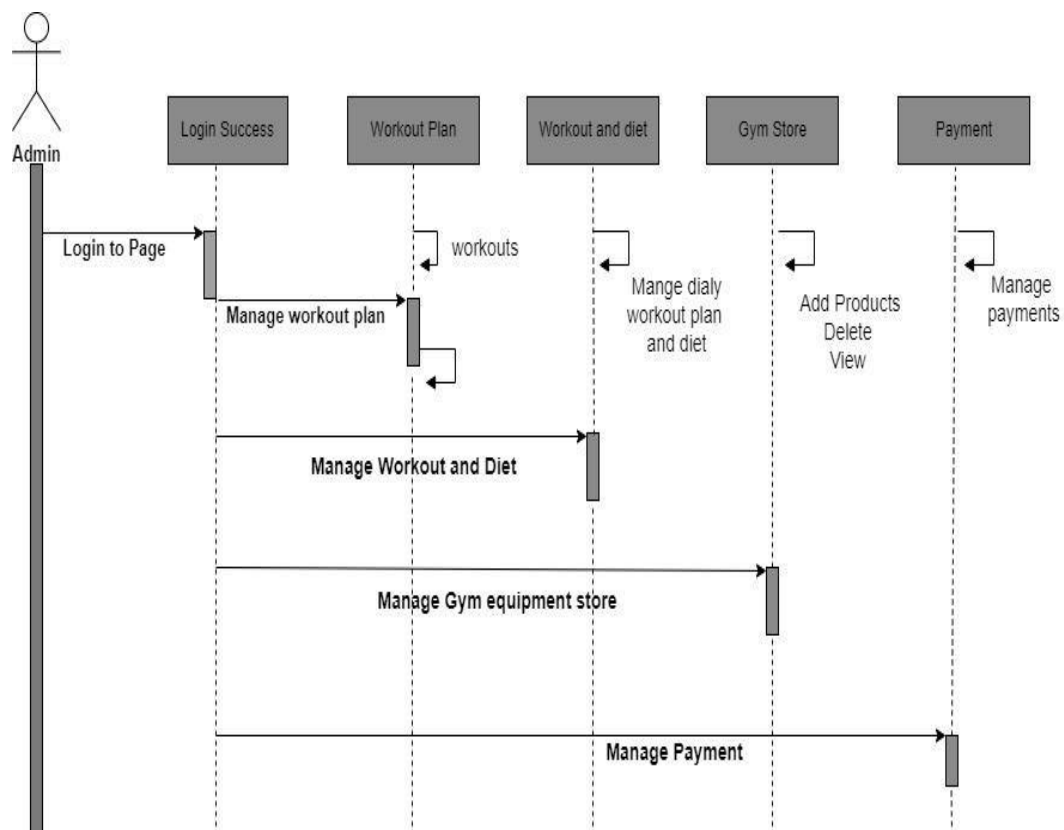 Admin
Login Success
Workout Plan
Workout and diet
Gym Store
Payment
Login to Page
workouts
Mange dialy
workout plan
and diet
Add Products
Delete
View
Manage
payments
Manage workout plan
Manage Workout and Diet
Manage Gym equipment store
Manage Payment